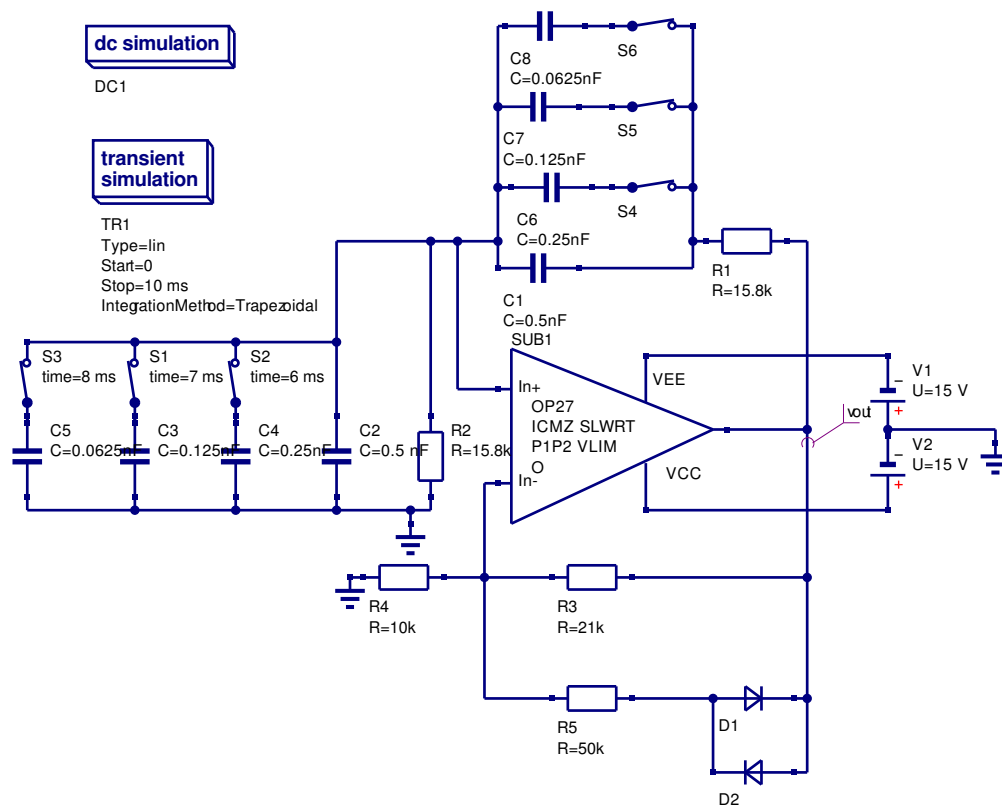 dc simulation
DC1
transient
simulation
TR1
Type=lin
Start=0
Stop=10 ms
IntegrationMethod=Trapezoidal
S6
C8
C=0.0625nF
S5
C7
C=0.125nF
S4
C6
C=0.25nF
R1
R=15.8k
C1
C=0.5nF
SUB1
S3
time=8 ms
S1
time=7 ms
S2
time=6 ms
C5
C=0.0625nF
C3
C=0.125nF
C4
C=0.25nF
C2
C=0.5 nF
R2
R=15.8k
In+
OP27
ICMZ SLWRT
P1P2 VLIM
O
In-
VEE
VCC
vout
V1
U=15 V
V2
U=15 V
−
+
−
+
R4
R=10k
R3
R=21k
R5
R=50k
D1
D2